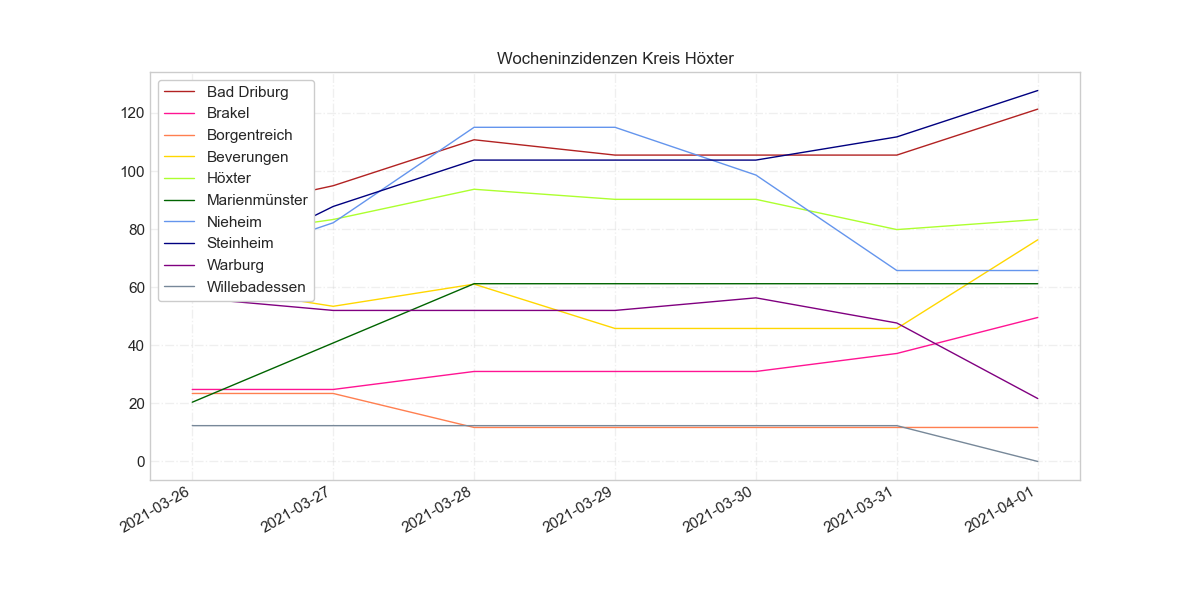 Wocheninzidenzen Kreis Höxter
Bad Driburg
Brakel
Borgentreich
Beverungen
Höxter
Marienmünster
Nieheim
Steinheim
Warburg
Willebadessen
120
100
80
60
40
20
0
2021-03-26
2021-03-27
2021-03-28
2021-03-29
2021-03-30
2021-03-31
2021-04-01